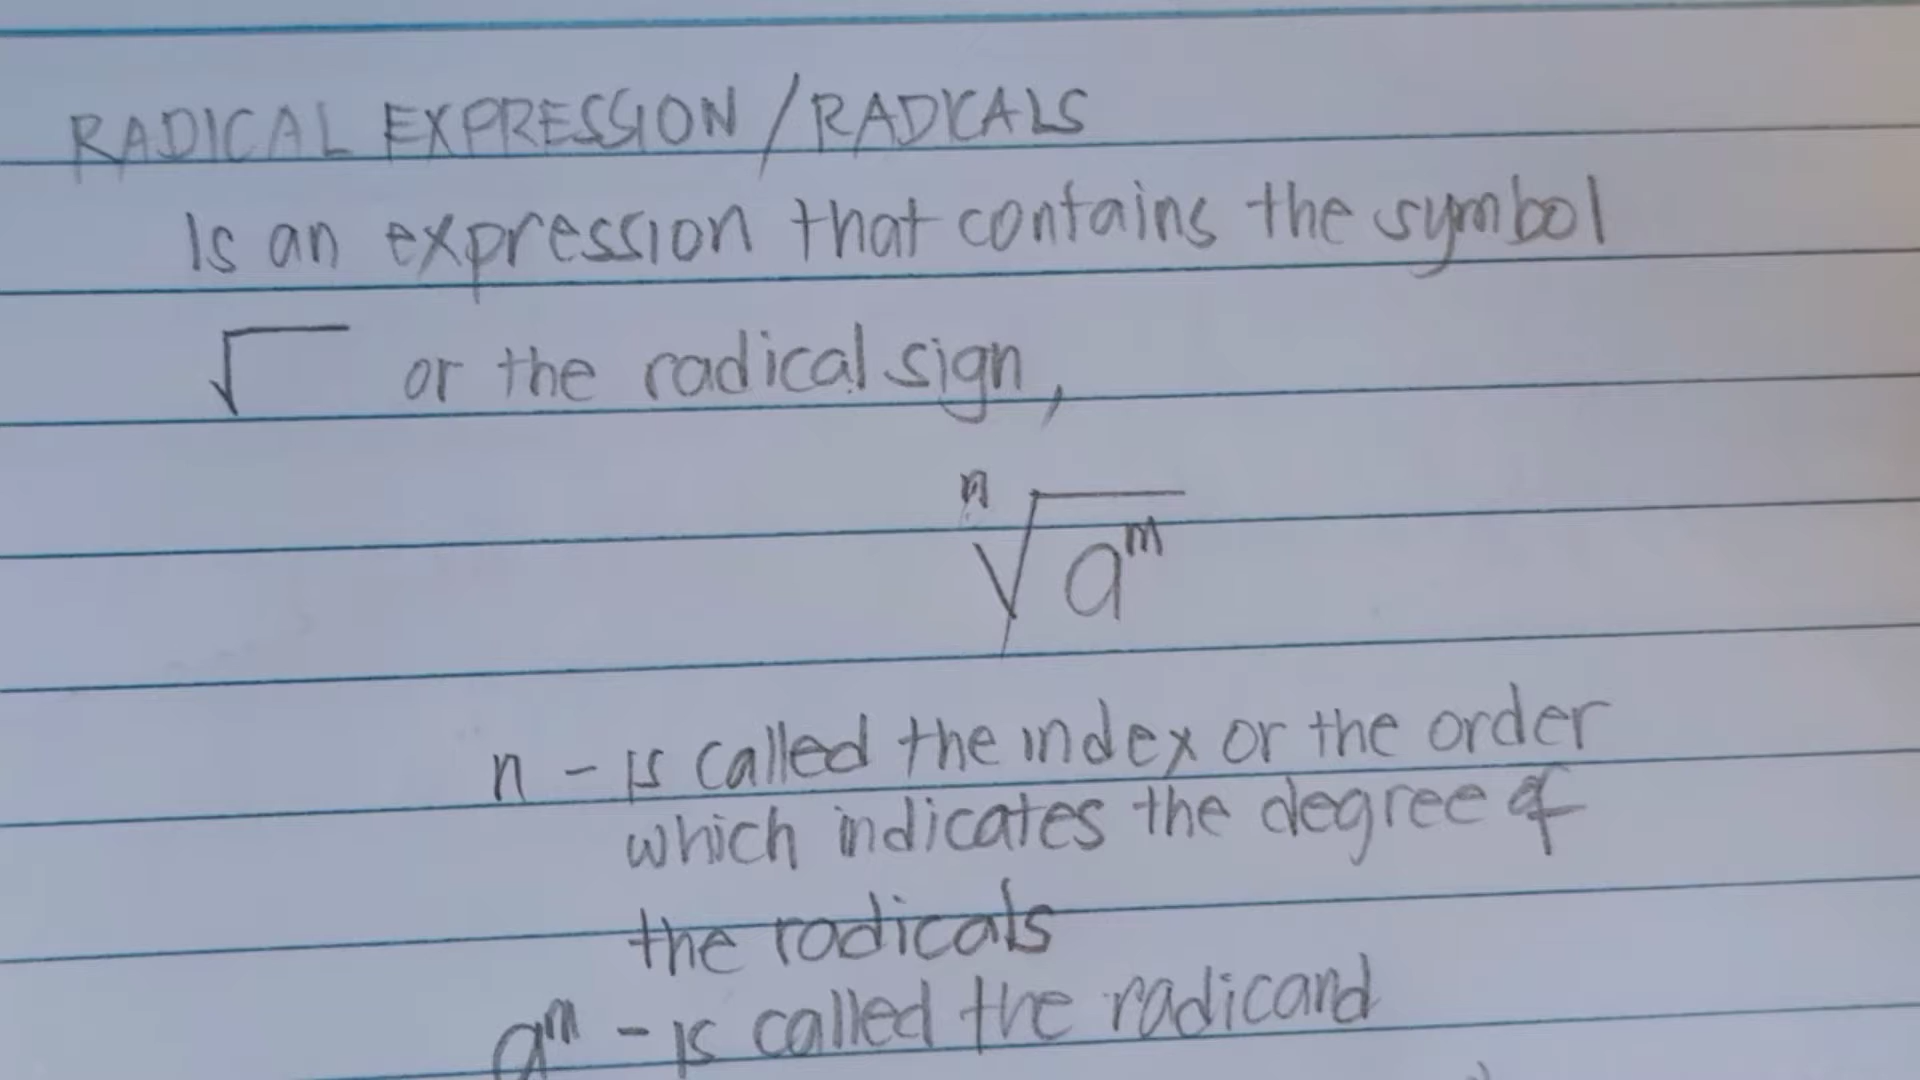 RADICAL EXPRESSION / RADICALS
Is an expression that contains the symbol
√ or the radical sign,
ⁿ√aᵐ
n - is called the index or the order
which indicates the degree of
the radicals
aᵐ - is called the radicand